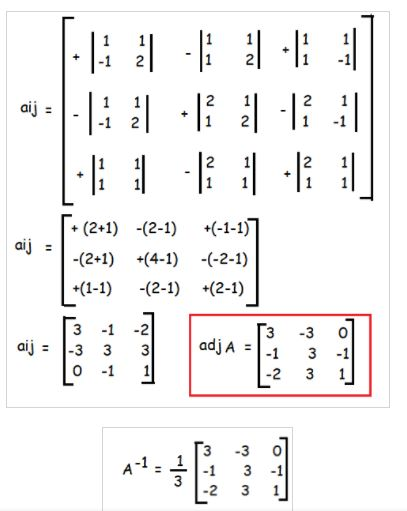 aij = [ + | 1 1 | - | 1 1 | + | 1 1 |
| -1 2 | | 1 2 | | 1 -1 |
- | 1 1 | + | 2 1 | - | 2 1 |
| -1 2 | | 1 2 | | 1 -1 |
+ | 1 1 | - | 2 1 | + | 2 1 |
| 1 1 | | 1 1 | | 1 1 | ]
aij = [ + (2+1) -(2-1) +(-1-1)
-(2+1) +(4-1) -(-2-1)
+(1-1) -(2-1) +(2-1) ]
aij = [ 3 -1 -2
-3 3 3
0 -1 1 ]
adj A = [ 3 -3 0
-1 3 -1
-2 3 1 ]
A-1 = 1/3 [ 3 -3 0
-1 3 -1
-2 3 1 ]